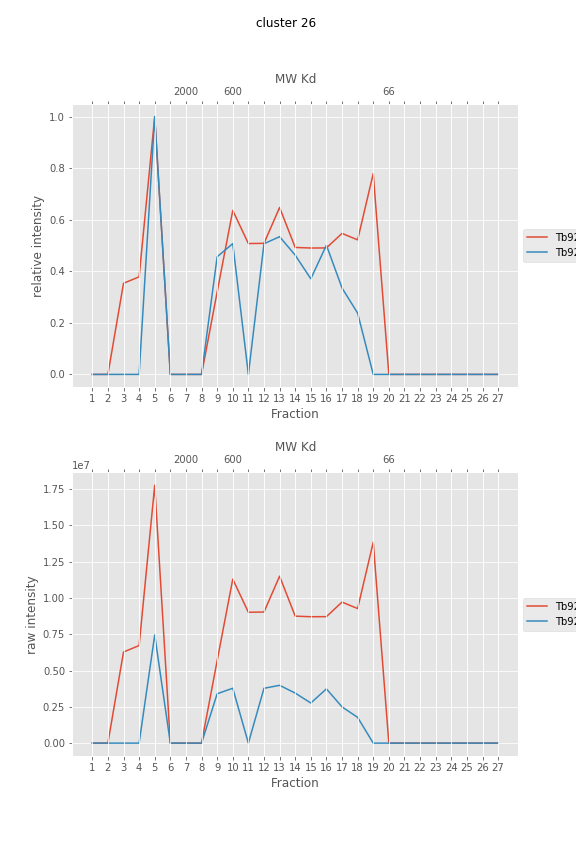 cluster 26
MW Kd
2000 600 66
1.0
0.8
0.6
0.4
0.2
0.0
relative intensity
Tb92
Tb92
1 2 3 4 5 6 7 8 9 10 11 12 13 14 15 16 17 18 19 20 21 22 23 24 25 26 27
Fraction
MW Kd
1e7 2000 600 66
1.75
1.50
1.25
1.00
0.75
0.50
0.25
0.00
raw intensity
Tb92
Tb92
1 2 3 4 5 6 7 8 9 10 11 12 13 14 15 16 17 18 19 20 21 22 23 24 25 26 27
Fraction